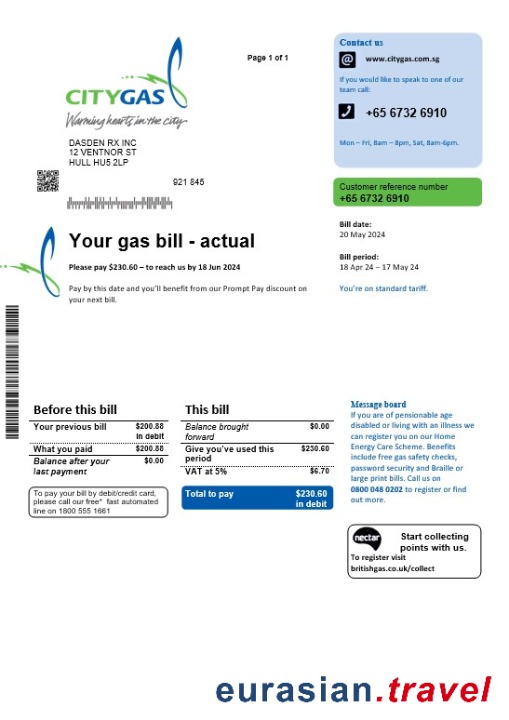 Page 1 of 1
CITYGAS
Warming hearts in the city
DASDEN RX INC
12 VENTNOR ST
HULL HU5 2LP
921 845
Contact us
@ www.citygas.com.sg
If you would like to speak to one of our
team call:
+65 6732 6910
Mon – Fri, 8am – 8pm, Sat, 8am-6pm.
Customer reference number
+65 6732 6910
Bill date:
20 May 2024
Bill period:
18 Apr 24 – 17 May 24
You're on standard tariff.
Your gas bill - actual
Please pay $230.60 – to reach us by 18 Jun 2024
Pay by this date and you'll benefit from our Prompt Pay discount on
your next bill.
Before this bill
Your previous bill $200.88
in debit
What you paid $200.88
Balance after your $0.00
last payment
To pay your bill by debit/credit card,
please call our free* fast automated
line on 1800 555 1661
This bill
Balance brought $0.00
forward
Give you've used this $230.60
period
VAT at 5% $6.70
Total to pay $230.60
in debit
Message board
If you are of pensionable age
disabled or living with an illness we
can register you on our Home
Energy Care Scheme. Benefits
include free gas safety checks,
password security and Braille or
large print bills. Call us on
0800 048 0202 to register or find
out more.
nectar
Start collecting
points with us.
To register visit
britishgas.co.uk/collect
eurasian.travel